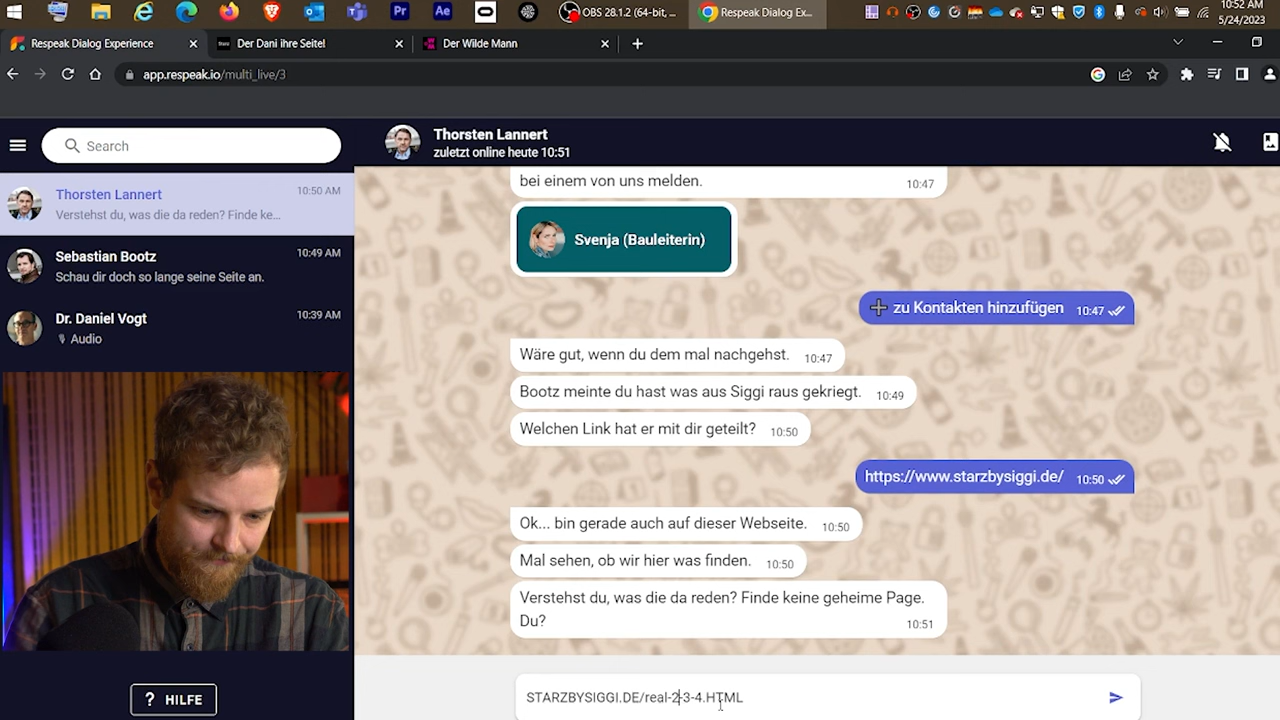 OBS 28.1.2 (64-bit, ...
Respeak Dialog Ex...
10:52 AM
5/24/2023
Respeak Dialog Experience
Der Dani ihre Seite!
Der Wilde Mann
app.respeak.io/multi_live/3
Search
Thorsten Lannert
zuletzt online heute 10:51
Thorsten Lannert
10:50 AM
Verstehst du, was die da reden? Finde ke...
Sebastian Bootz
10:49 AM
Schau dir doch so lange seine Seite an.
Dr. Daniel Vogt
10:39 AM
Audio
? HILFE
bei einem von uns melden.
10:47
Svenja (Bauleiterin)
zu Kontakten hinzufügen
10:47
Wäre gut, wenn du dem mal nachgehst.
10:47
Bootz meinte du hast was aus Siggi raus gekriegt.
10:49
Welchen Link hat er mit dir geteilt?
10:50
https://www.starzbysiggi.de/
10:50
Ok... bin gerade auch auf dieser Webseite.
10:50
Mal sehen, ob wir hier was finden.
10:50
Verstehst du, was die da reden? Finde keine geheime Page.
Du?
10:51
STARZBYSIGGI.DE/real-2-3-4.HTML